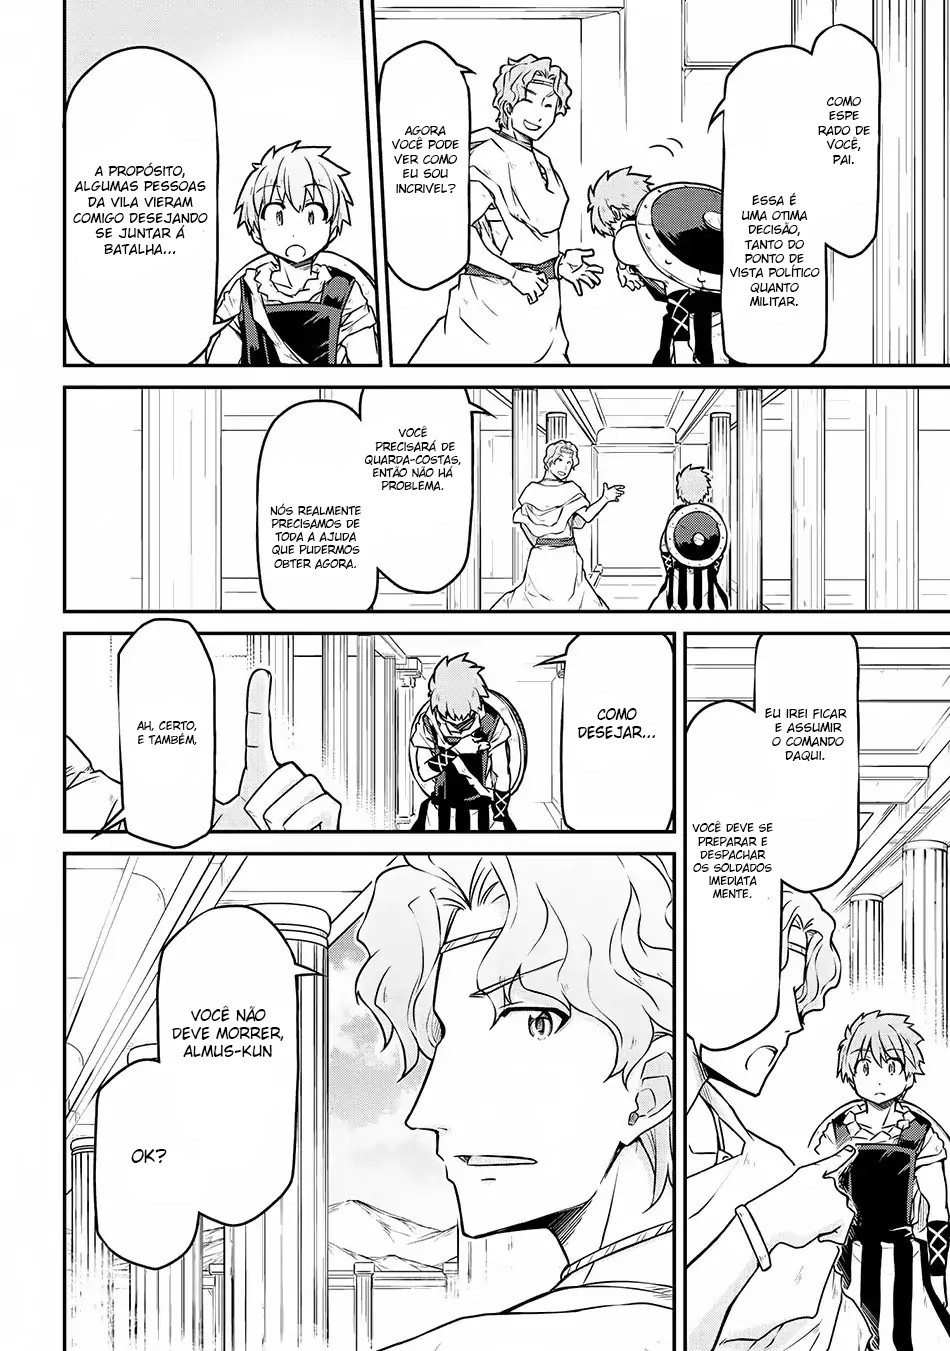 COMO
ESPE
RADO DE
VOCÊ,
PAI.
ESSA É
UMA OTIMA
DECISÃO,
TANTO DO
PONTO DE
VISTA POLÍTICO
QUANTO
MILITAR.
AGORA
VOCÊ PODE
VER COMO
EU SOU
INCRIVEL?
A PROPÓSITO,
ALGUMAS PESSOAS
DA VILA VIERAM
COMIGO DESEJANDO
SE JUNTAR Á
BATALHA...
VOCÊ
PRECISARÁ DE
QUARDA-COSTAS,
ENTÃO NÃO HÁ
PROBLEMA.
NÓS REALMENTE
PRECISAMOS DE
TODA A AJUDA
QUE PUDERMOS
OBTER AGORA.
EU IREI FICAR
E ASSUMIR
O COMANDO
DAQUI.
VOCÊ DEVE SE
PREPARAR E
DESPACHAR
OS SOLDADOS
IMEDIATA
MENTE.
COMO
DESEJAR...
AH, CERTO,
E TAMBÉM,
VOCÊ NÃO
DEVE MORRER,
ALMUS-KUN
OK?